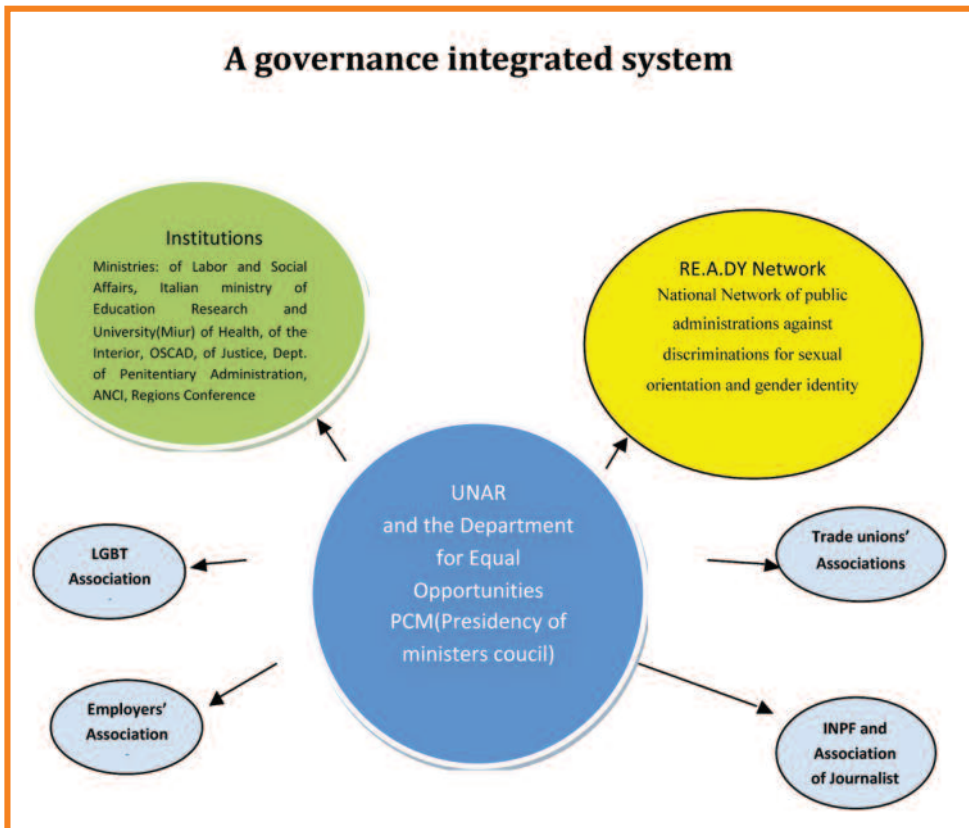 A governance integrated system
Institutions
Ministries: of Labor and Social
Affairs, Italian ministry of
Education Research and
University(Miur) of Health, of the
Interior, OSCAD, of Justice, Dept.
of Penitentiary Administration,
ANCI, Regions Conference
RE.A.DY Network
National Network of public
administrations against
discriminations for sexual
orientation and gender identity
UNAR
and the Department
for Equal
Opportunities
PCM(Presidency of
ministers coucil)
LGBT
Association
.
Trade unions’
Associations
Employers’
Association
.
INPF and
Association
of Journalist